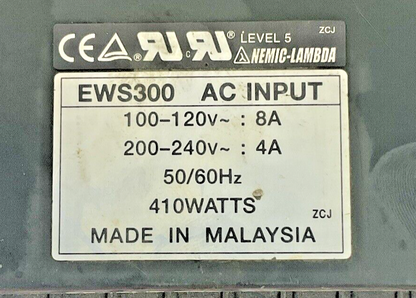 ZCJ
CE LEVEL 5
NEMIC-LAMBDA
EWS300 AC INPUT
100-120V~ : 8A
200-240V~ : 4A
50/60Hz
410WATTS
ZCJ
MADE IN MALAYSIA